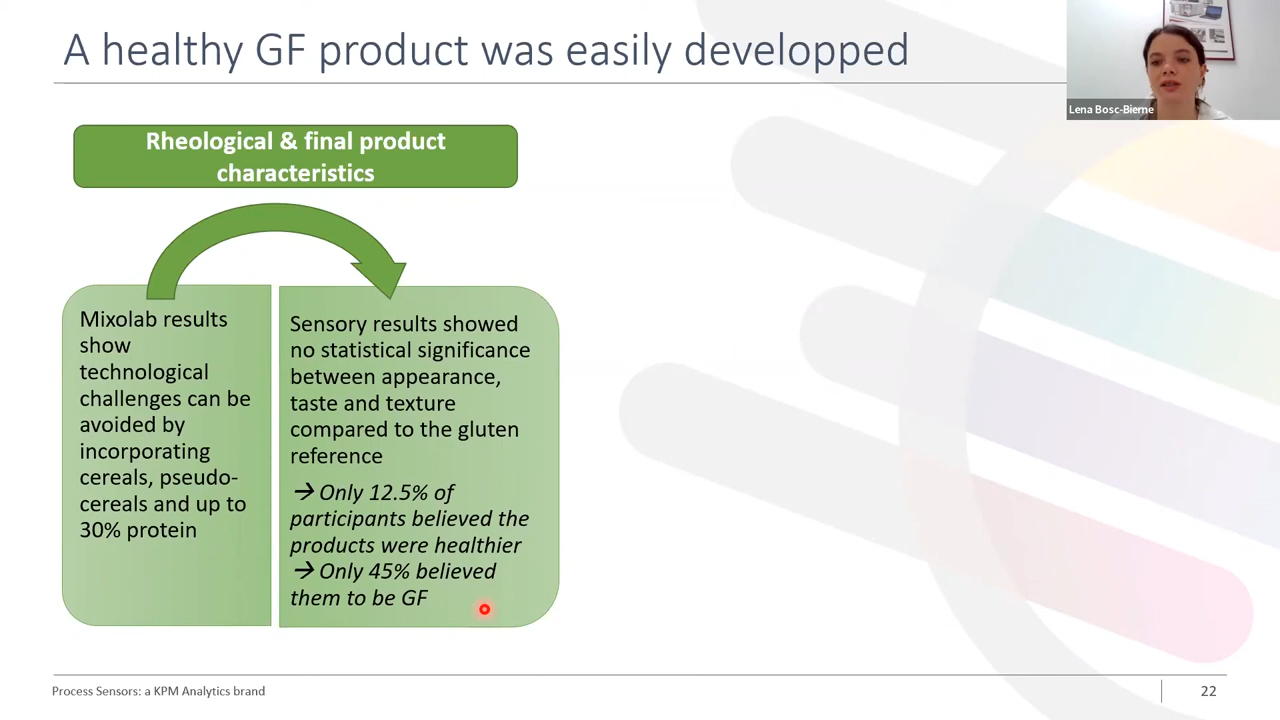 A healthy GF product was easily developped
Lena Bosc-Bierne
Rheological & final product
characteristics
Mixolab results
show
technological
challenges can be
avoided by
incorporating
cereals, pseudo-
cereals and up to
30% protein
Sensory results showed
no statistical significance
between appearance,
taste and texture
compared to the gluten
reference
→ Only 12.5% of
participants believed the
products were healthier
→ Only 45% believed
them to be GF
Process Sensors: a KPM Analytics brand
22